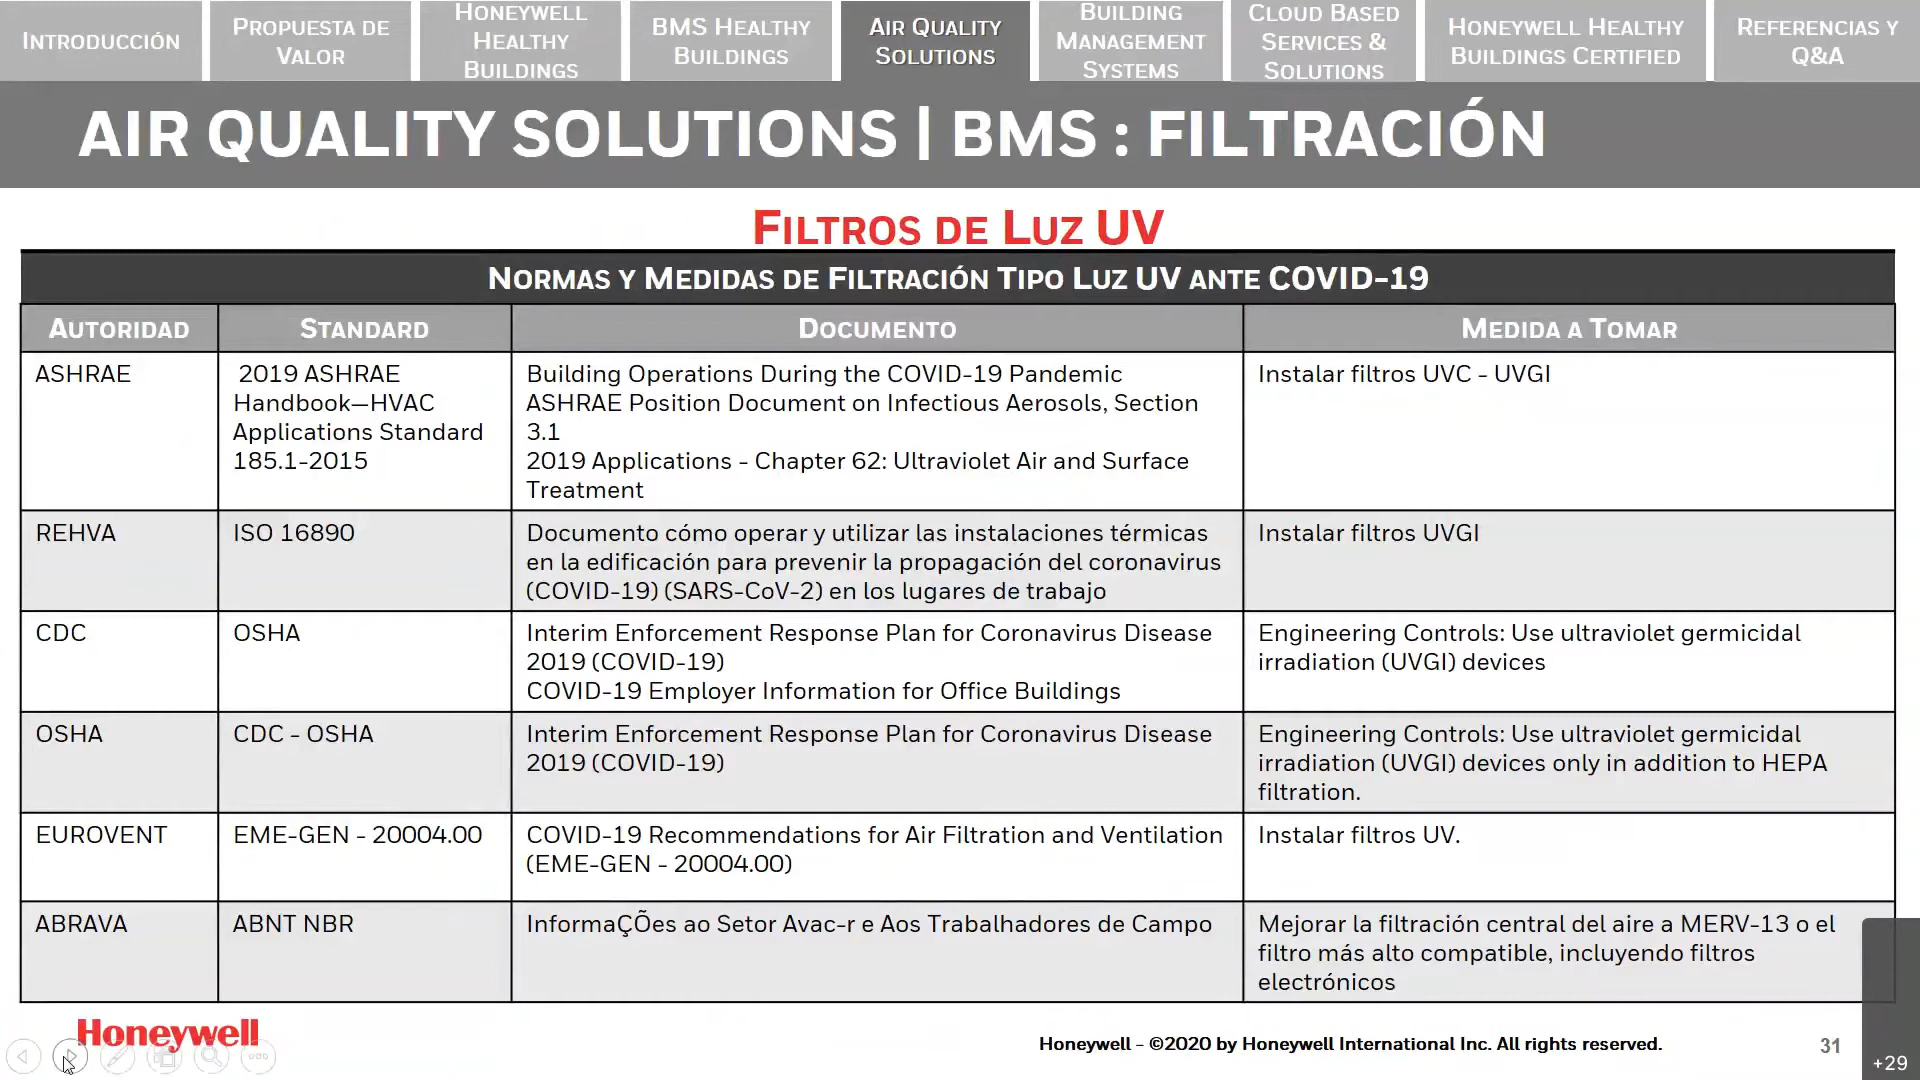 INTRODUCCIÓN
PROPUESTA DE
VALOR
HONEYWELL
HEALTHY
BUILDINGS
BMS HEALTHY
BUILDINGS
AIR QUALITY
SOLUTIONS
BUILDING
MANAGEMENT
SYSTEMS
CLOUD BASED
SERVICES &
SOLUTIONS
HONEYWELL HEALTHY
BUILDINGS CERTIFIED
REFERENCIAS Y
Q&A
AIR QUALITY SOLUTIONS | BMS : FILTRACIÓN
FILTROS DE LUZ UV
NORMAS Y MEDIDAS DE FILTRACIÓN TIPO LUZ UV ANTE COVID-19
AUTORIDAD
STANDARD
DOCUMENTO
MEDIDA A TOMAR
ASHRAE
2019 ASHRAE
Handbook—HVAC
Applications Standard
185.1-2015
Building Operations During the COVID-19 Pandemic
ASHRAE Position Document on Infectious Aerosols, Section
3.1
2019 Applications - Chapter 62: Ultraviolet Air and Surface
Treatment
Instalar filtros UVC - UVGI
REHVA
ISO 16890
Documento cómo operar y utilizar las instalaciones térmicas
en la edificación para prevenir la propagación del coronavirus
(COVID-19) (SARS-CoV-2) en los lugares de trabajo
Instalar filtros UVGI
CDC
OSHA
Interim Enforcement Response Plan for Coronavirus Disease
2019 (COVID-19)
COVID-19 Employer Information for Office Buildings
Engineering Controls: Use ultraviolet germicidal
irradiation (UVGI) devices
OSHA
CDC - OSHA
Interim Enforcement Response Plan for Coronavirus Disease
2019 (COVID-19)
Engineering Controls: Use ultraviolet germicidal
irradiation (UVGI) devices only in addition to HEPA
filtration.
EUROVENT
EME-GEN - 20004.00
COVID-19 Recommendations for Air Filtration and Ventilation
(EME-GEN - 20004.00)
Instalar filtros UV.
ABRAVA
ABNT NBR
InformaÇÕes ao Setor Avac-r e Aos Trabalhadores de Campo
Mejorar la filtración central del aire a MERV-13 o el
filtro más alto compatible, incluyendo filtros
electrónicos
Honeywell
Honeywell - ©2020 by Honeywell International Inc. All rights reserved.
31
+29